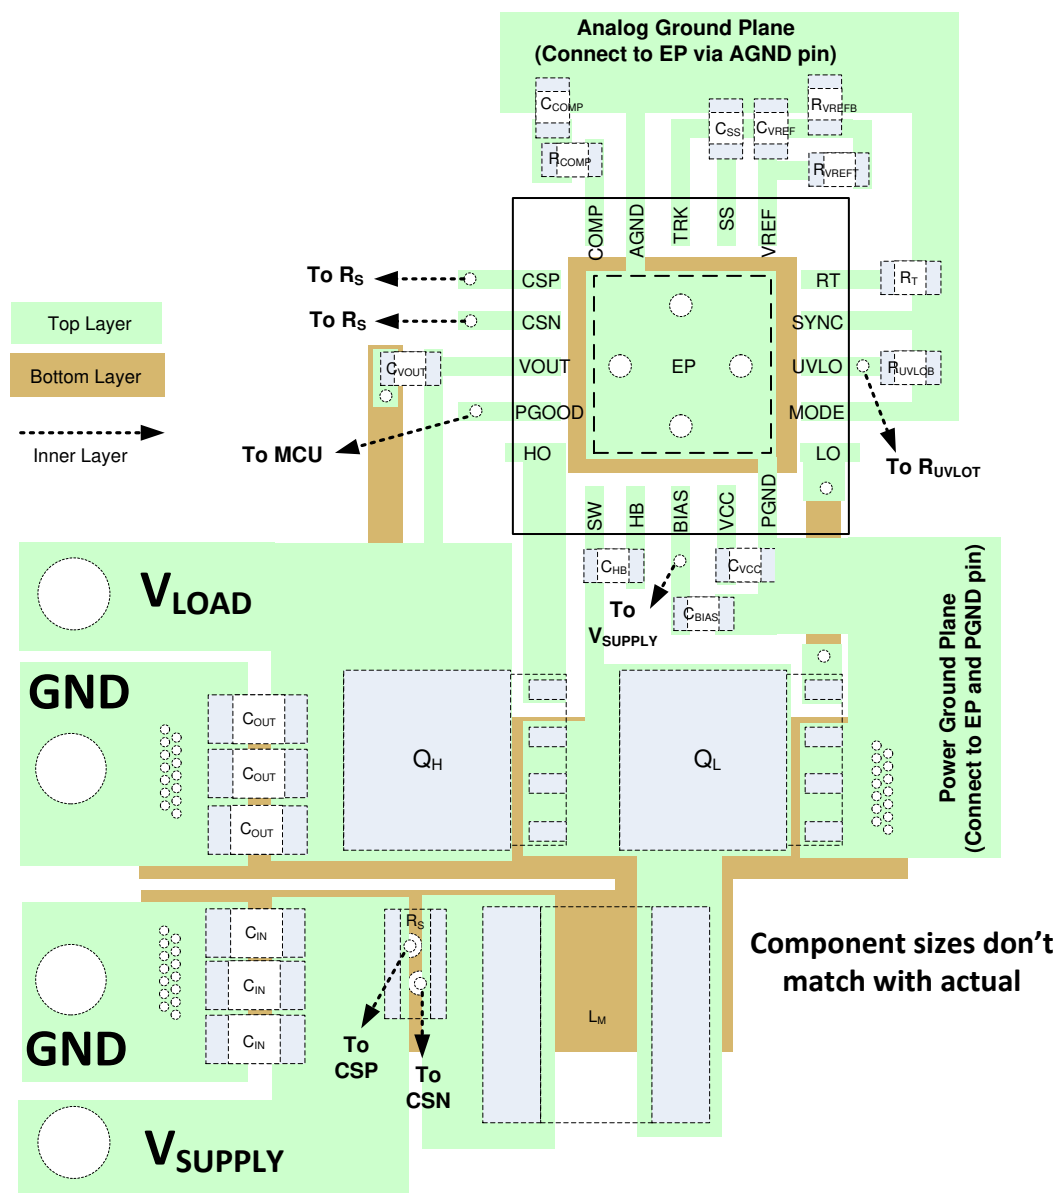 Analog Ground Plane
(Connect to EP via AGND pin)
CCOMP
RCOMP
CSS
CVREF
RVREFB
RVREFT
COMP
AGND
TRK
SS
VREF
To RS
CSP
RT
RT
To RS
CSN
SYNC
Top Layer
Bottom Layer
Inner Layer
CVOUT
VOUT
EP
UVLO
RUVLOB
PGOOD
MODE
To MCU
HO
LO
To RUVLOT
SW
HB
BIAS
VCC
PGND
CHB
CVCC
CBIAS
To
VSUPPLY
VLOAD
GND
COUT
COUT
COUT
QH
QL
Power Ground Plane
(Connect to EP and PGND pin)
CIN
CIN
CIN
GND
RS
LM
To
CSP
To
CSN
Component sizes don’t
match with actual
VSUPPLY